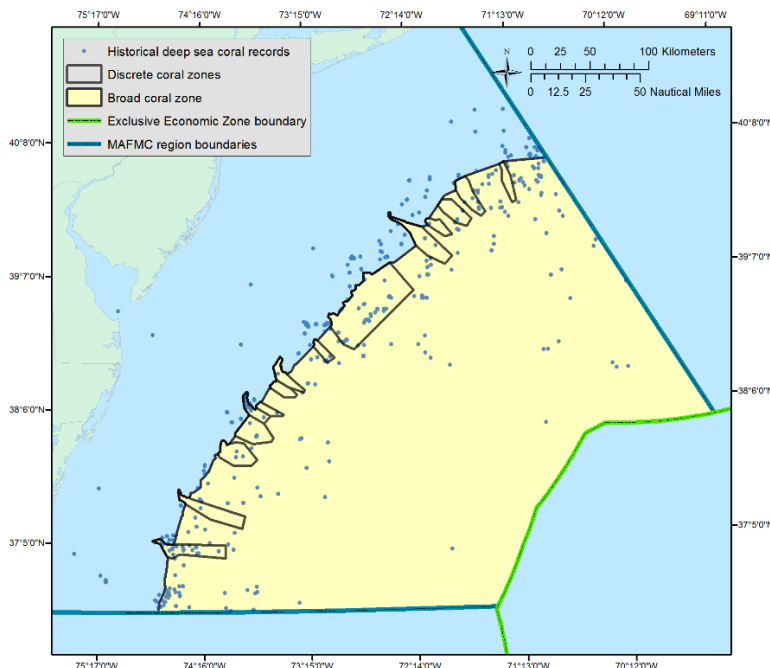 75°17'0"W 74°16'0"W 73°15'0"W 72°14'0"W 71°13'0"W 70°12'0"W 69°11'0"W
Historical deep sea coral records
Discrete coral zones
Broad coral zone
Exclusive Economic Zone boundary
MAFMC region boundaries
N
0 25 50 100 Kilometers
0 12.5 25 50 Nautical Miles
40°8'0"N 40°8'0"N
39°7'0"N 39°7'0"N
38°6'0"N 38°6'0"N
37°5'0"N 37°5'0"N
75°17'0"W 74°16'0"W 73°15'0"W 72°14'0"W 71°13'0"W 70°12'0"W